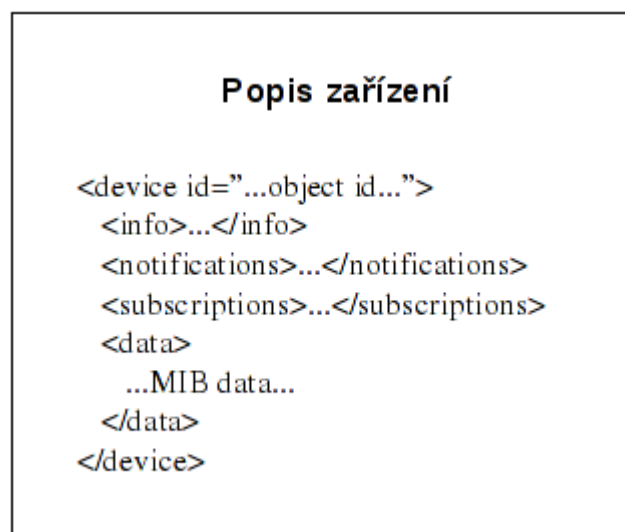 Popis zařízení
<device id="...object id...">
<info>...</info>
<notifications>...</notifications>
<subscriptions>...</subscriptions>
<data>
...MIB data...
</data>
</device>